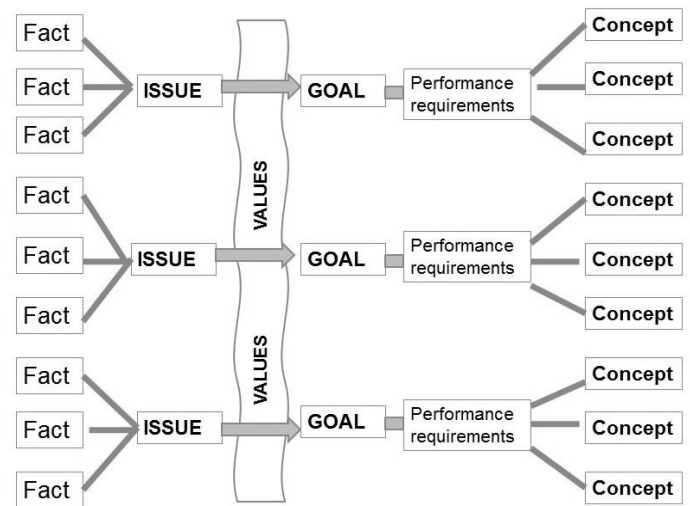 Fact
Fact
Fact
ISSUE
GOAL
Performance
requirements
Concept
Concept
Concept
VALUES
Fact
Fact
Fact
ISSUE
GOAL
Performance
requirements
Concept
Concept
Concept
VALUES
Fact
Fact
Fact
ISSUE
GOAL
Performance
requirements
Concept
Concept
Concept